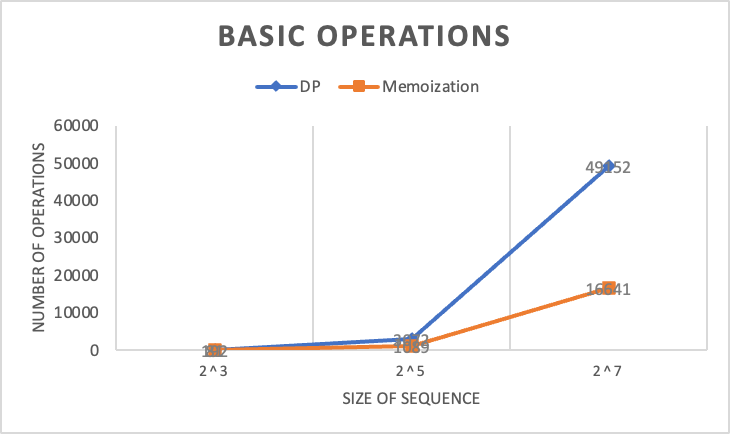 BASIC OPERATIONS
DP
Memoization
60000
50000
40000
30000
20000
10000
0
NUMBER OF OPERATIONS
49152
16641
2^3
2^5
2^7
SIZE OF SEQUENCE